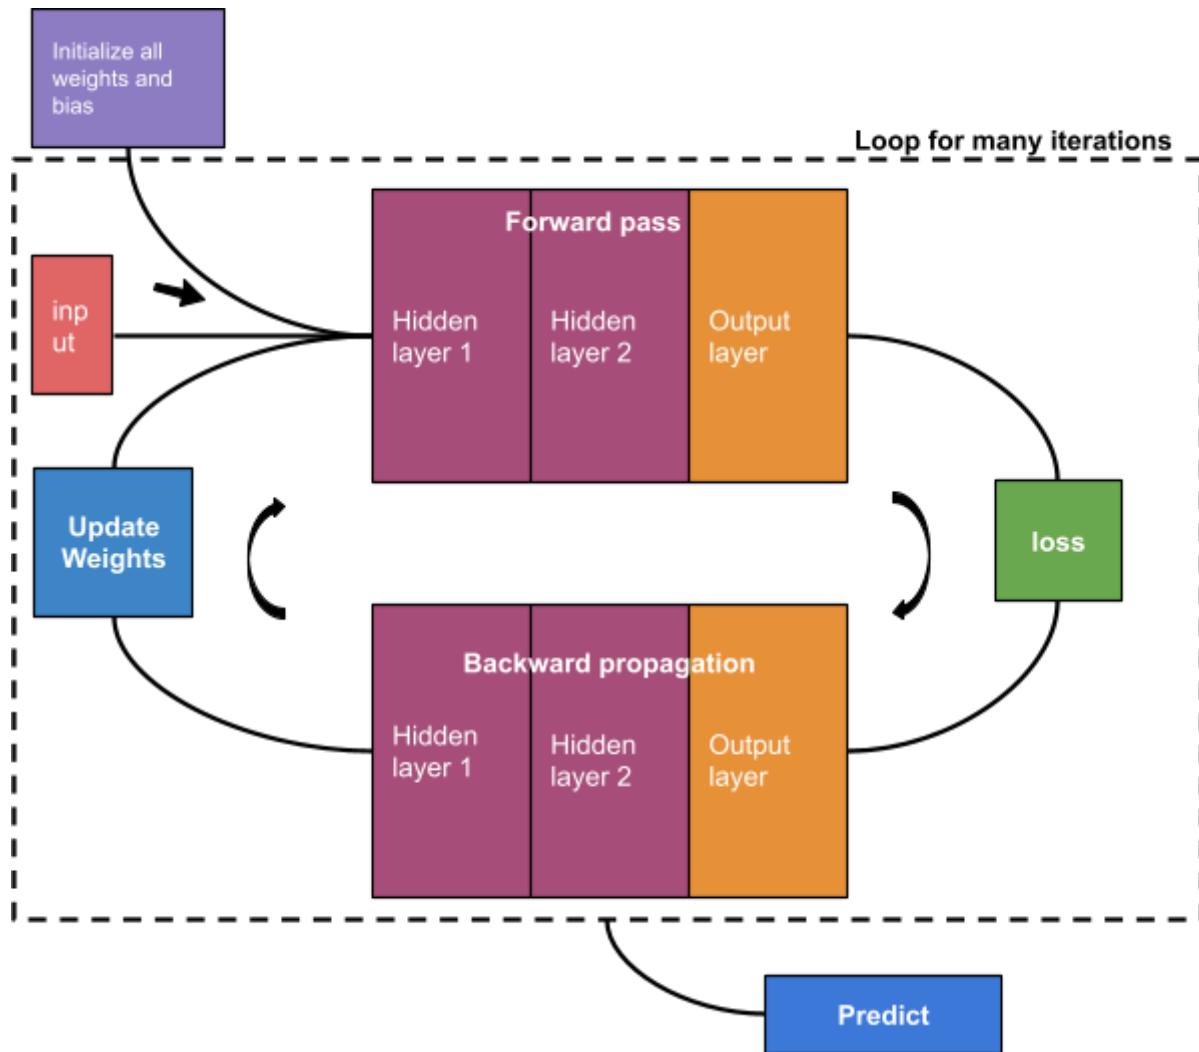 Initialize all
weights and
bias
Loop for many iterations
Forward pass
inp
ut
Hidden
layer 1
Hidden
layer 2
Output
layer
Update
Weights
loss
Backward propagation
Hidden
layer 1
Hidden
layer 2
Output
layer
Predict